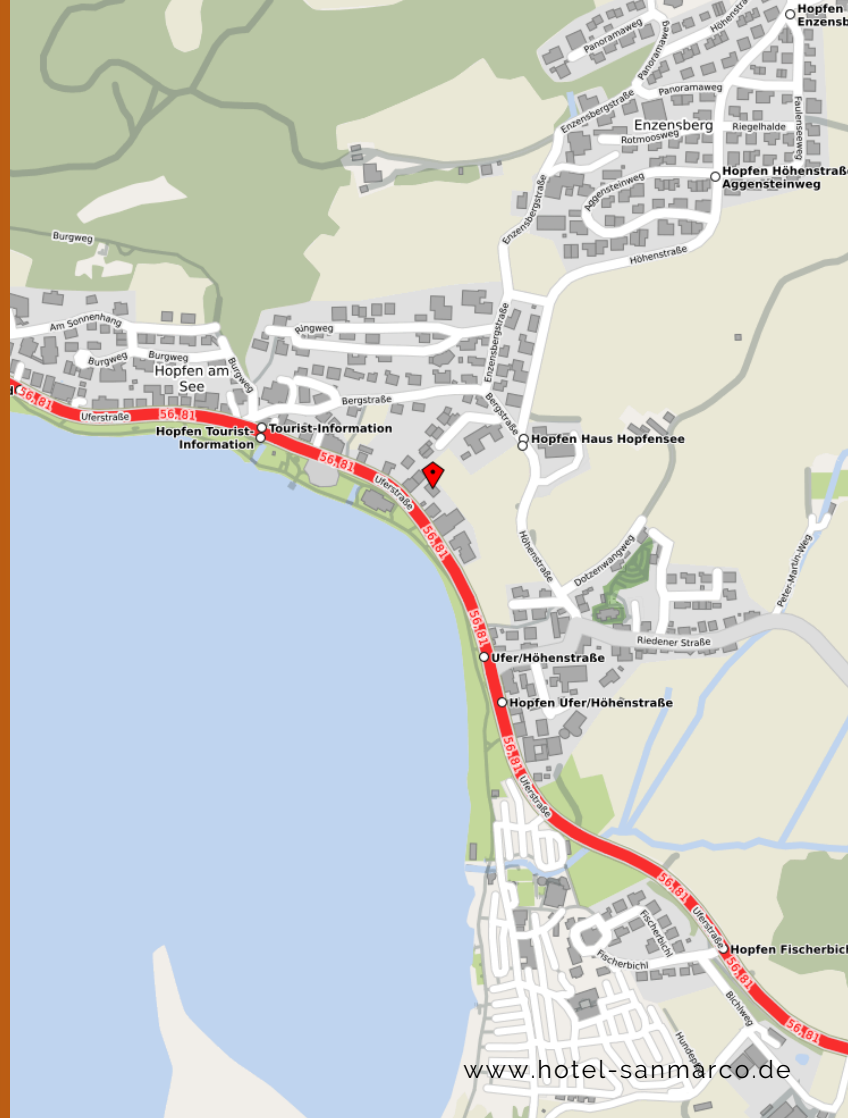 Hopfen
Enzensb
Höhenstra
Panoramaweg
Panoramaweg
Panoramaweg
Enzensbergstraße
Enzensberg
Riegelhalde
Rotmoosweg
Faulenseeweg
Hopfen Höhenstraße
Aggensteinweg
Aggensteinweg
Enzensbergstraße
Burgweg
Höhenstraße
Am Sonnenhang
Ringweg
Enzensbergstraße
Burgweg
Burgweg
Burgweg
Hopfen am
See
56,81
Uferstraße
56,81
Bergstraße
Bergstraße
Hopfen Tourist-
Information
Tourist-Information
Hopfen Haus Hopfensee
56,81
Uferstraße
56,81
Höhenstraße
Dotzenwangweg
Peter-Martin-Weg
56,81
Riedener Straße
Ufer/Höhenstraße
Hopfen Ufer/Höhenstraße
56,81
Uferstraße
56,81
Uferstraße
Fischerbichl
Fischerbichl
Hopfen Fischerbichl
56,81
Bichlweg
56,81
www.hotel-sanmarco.de